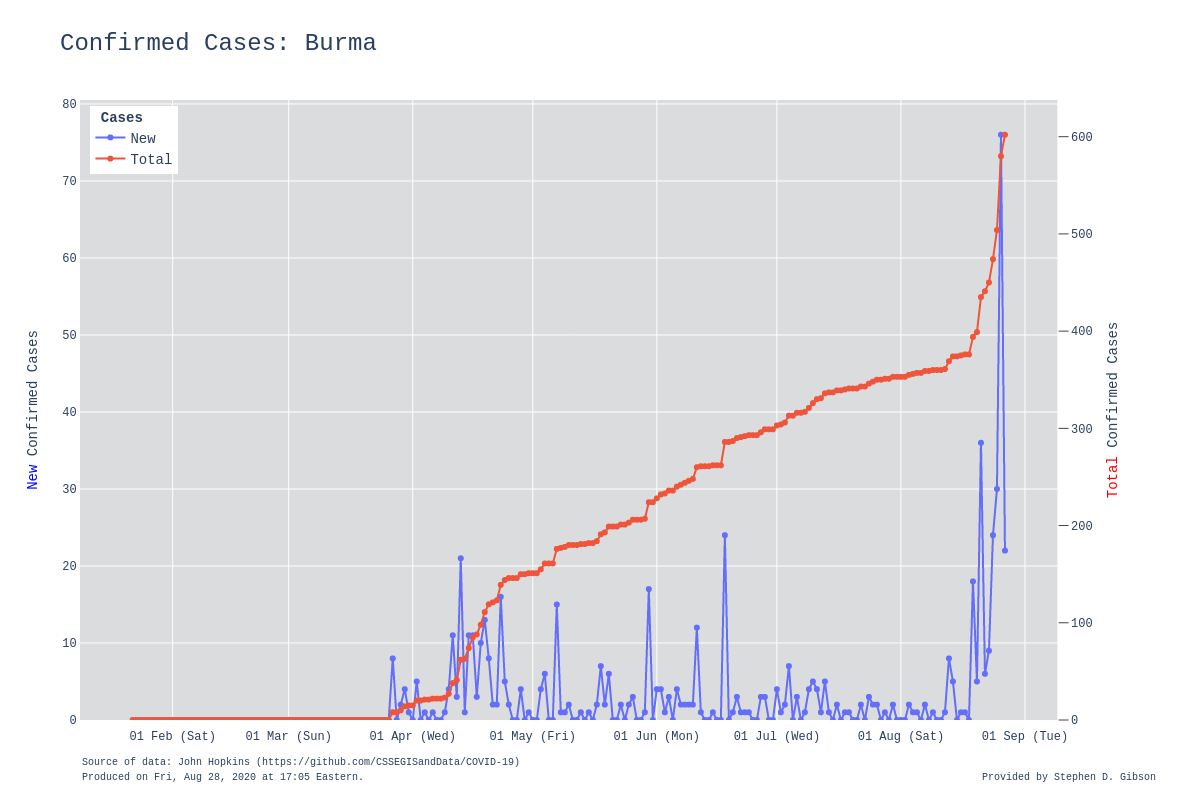 Confirmed Cases: Burma
Cases
New
Total
80
70
60
50
40
30
20
10
0
600
500
400
300
200
100
0
New Confirmed Cases
Total Confirmed Cases
01 Feb (Sat)
01 Mar (Sun)
01 Apr (Wed)
01 May (Fri)
01 Jun (Mon)
01 Jul (Wed)
01 Aug (Sat)
01 Sep (Tue)
Source of data: John Hopkins (https://github.com/CSSEGISandData/COVID-19)
Produced on Fri, Aug 28, 2020 at 17:05 Eastern.
Provided by Stephen D. Gibson